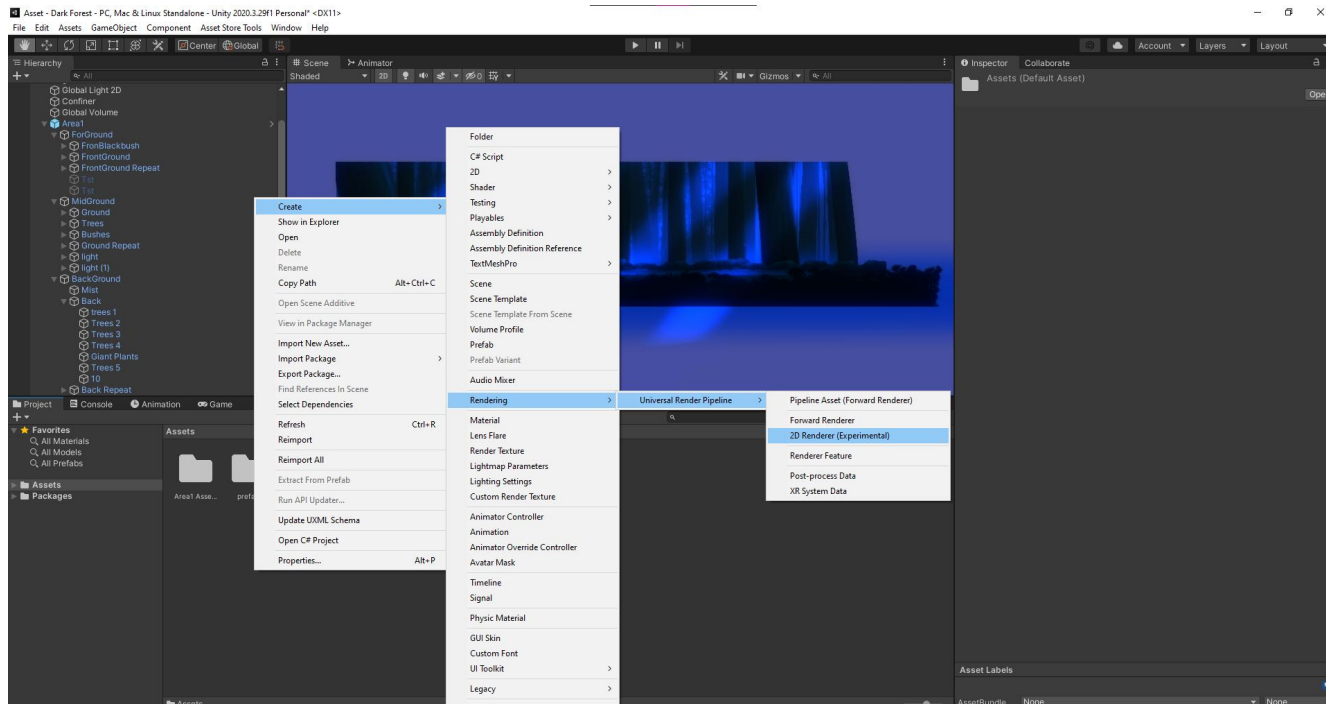 Asset - Dark Forest - PC, Mac & Linux Standalone - Unity 2020.3.29f1 Personal* <DX11>
File Edit Assets GameObject Component Asset Store Tools Window Help
Center Global Account Layers Layout
Hierarchy
All
Global Light 2D
Confiner
Global Volume
Area1
ForGround
FronBlackbush
FrontGround
FrontGround Repeat
Tst
Tst
MidGround
Ground
Trees
Bushes
Ground Repeat
light
light (1)
BackGround
Mist
Back
trees 1
Trees 2
Trees 3
Trees 4
Giant Plants
Trees 5
10
Back Repeat
Scene Animator
Shaded 2D 0 Gizmos All
Inspector Collaborate
Assets (Default Asset)
Ope
Create
Show in Explorer
Open
Delete
Rename
Copy Path Alt+Ctrl+C
Open Scene Additive
View in Package Manager
Import New Asset...
Import Package
Export Package...
Find References In Scene
Select Dependencies
Refresh Ctrl+R
Reimport
Reimport All
Extract From Prefab
Run API Updater...
Update UXML Schema
Open C# Project
Properties... Alt+P
Folder
C# Script
2D
Shader
Testing
Playables
Assembly Definition
Assembly Definition Reference
TextMeshPro
Scene
Scene Template
Scene Template From Scene
Volume Profile
Prefab
Prefab Variant
Audio Mixer
Rendering
Material
Lens Flare
Render Texture
Lightmap Parameters
Lighting Settings
Custom Render Texture
Animator Controller
Animation
Animator Override Controller
Avatar Mask
Timeline
Signal
Physic Material
GUI Skin
Custom Font
UI Toolkit
Legacy
Universal Render Pipeline
Pipeline Asset (Forward Renderer)
Forward Renderer
2D Renderer (Experimental)
Renderer Feature
Post-process Data
XR System Data
Project Console Animation Game
Favorites
All Materials
All Models
All Prefabs
Assets
Packages
Assets
Area1 Asse... prefa
Assets
Asset Labels
AssetBundle None None